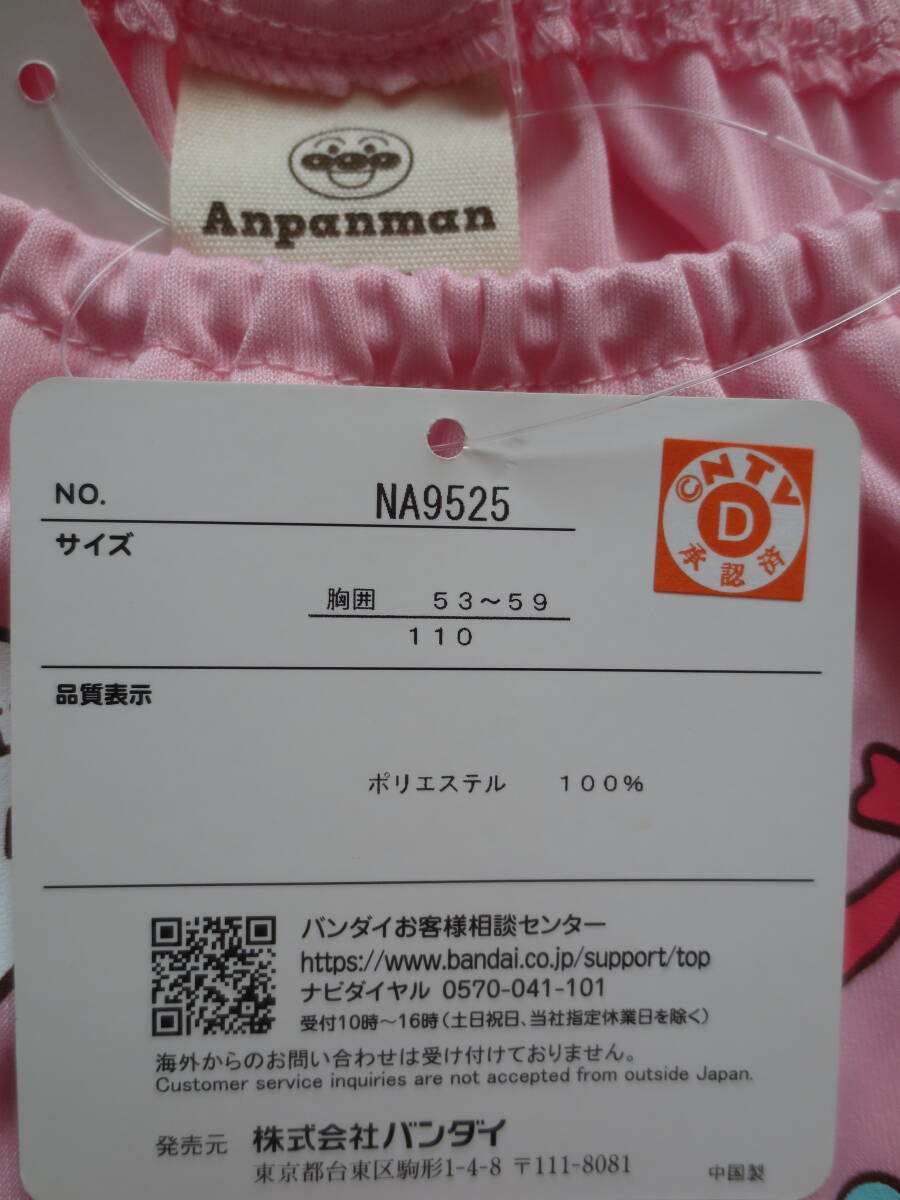 Anpanman
NO. NA9525
©NTV
D
承認済
サイズ
胸囲 53～59
110
品質表示
ポリエステル 100%
バンダイお客様相談センター
https://www.bandai.co.jp/support/top
ナビダイヤル 0570-041-101
受付10時～16時(土日祝日、当社指定休業日を除く)
海外からのお問い合わせは受け付けておりません。
Customer service inquiries are not accepted from outside Japan.
発売元 株式会社バンダイ
東京都台東区駒形1-4-8 〒111-8081
中国製